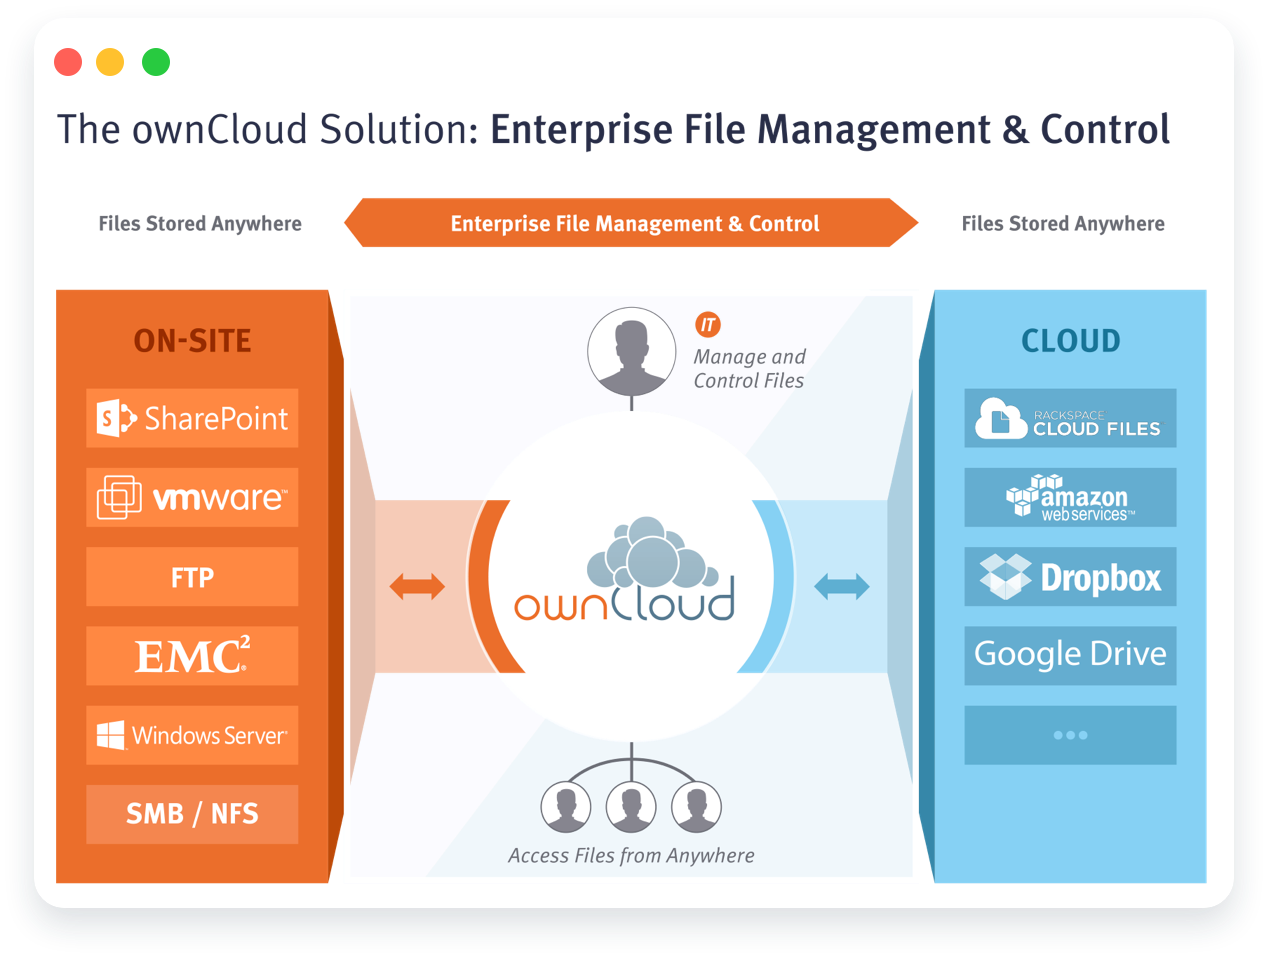 The ownCloud Solution: Enterprise File Management & Control
Files Stored Anywhere
Enterprise File Management & Control
Files Stored Anywhere
ON-SITE
S SharePoint
vmware™
FTP
EMC²®
Windows Server
SMB / NFS
IT
Manage and
Control Files
ownCloud
Access Files from Anywhere
CLOUD
RACKSPACE
CLOUD FILES
amazon
web services™
Dropbox
Google Drive
...